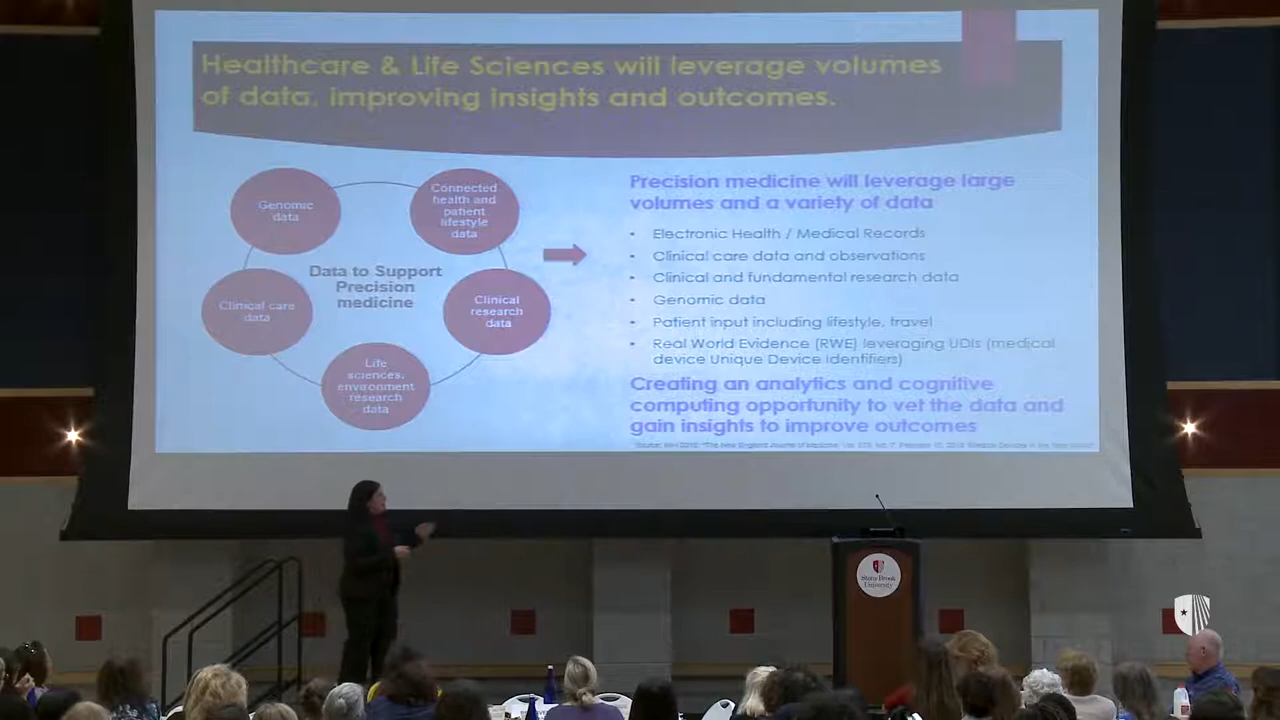 Healthcare & Life Sciences will leverage volumes
of data, improving insights and outcomes.
Genomic
data
Connected
health and
patient
lifestyle
data
Data to Support
Precision
medicine
Clinical care
data
Clinical
research
data
Life
sciences,
environment
research
data
Precision medicine will leverage large
volumes and a variety of data
• Electronic Health / Medical Records
• Clinical care data and observations
• Clinical and fundamental research data
• Genomic data
• Patient input including lifestyle, travel
• Real World Evidence (RWE) leveraging UDIs (medical
device Unique Device Identifiers)
Creating an analytics and cognitive
computing opportunity to vet the data and
gain insights to improve outcomes
Stony Brook
University